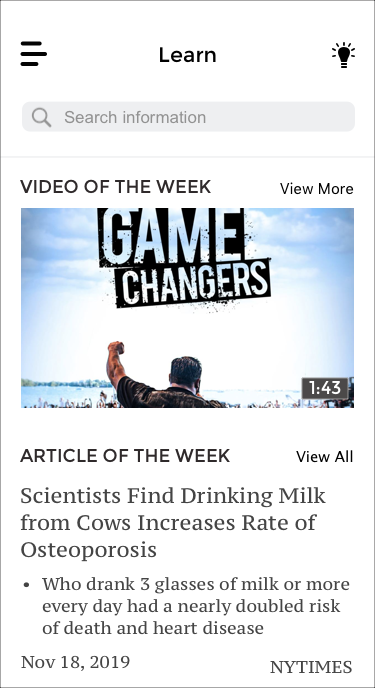 Learn
Search information
VIDEO OF THE WEEK
View More
GAME
CHANGERS
1:43
ARTICLE OF THE WEEK
View All
Scientists Find Drinking Milk
from Cows Increases Rate of
Osteoporosis
• Who drank 3 glasses of milk or more
every day had a nearly doubled risk
of death and heart disease
Nov 18, 2019
NYTIMES